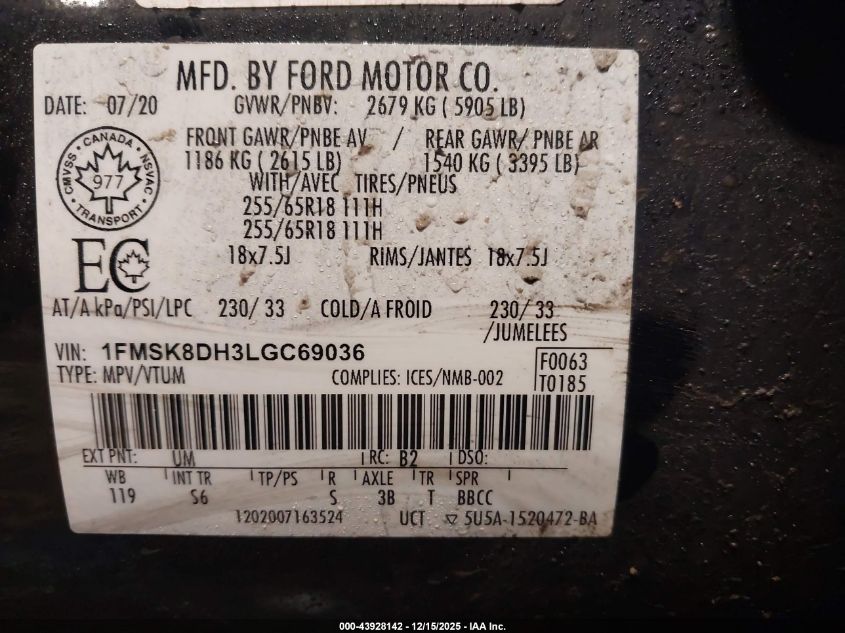 MFD. BY FORD MOTOR CO.
DATE: 07/20 GVWR/PNBV: 2679 KG ( 5905 LB)
FRONT GAWR/PNBE AV / REAR GAWR/ PNBE AR
1186 KG ( 2615 LB) 1540 KG ( 3395 LB)
WITH/AVEC TIRES/PNEUS
255/65R18 111H
255/65R18 111H
18x7.5J RIMS/JANTES 18x7.5J
CANADA
CMVSS NSVAC
977
TRANSPORT
EC
AT/A kPa/PSI/LPC 230/ 33 COLD/A FROID 230/ 33
/JUMELEES
VIN: 1FMSK8DH3LGC69036
TYPE: MPV/VTUM COMPLIES: ICES/NMB-002
F0063
T0185
EXT PNT: UM RC: B2 DSO:
WB INT TR TP/PS R AXLE TR SPR
119 S6 S 3B T BBCC
1202007163524 UCT 5U5A-1520472-BA
000-43928142 - 12/15/2025 - IAA Inc.